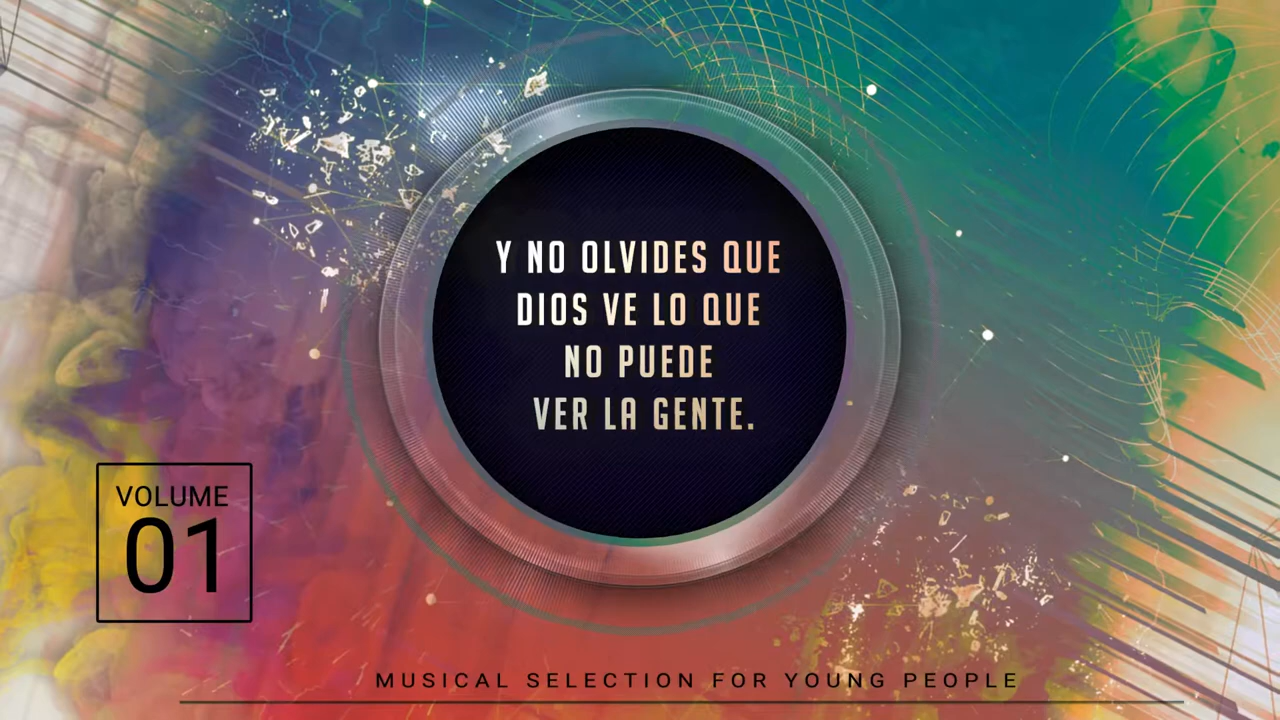 Y NO OLVIDES QUE
DIOS VE LO QUE
NO PUEDE
VER LA GENTE.
VOLUME
01
MUSICAL SELECTION FOR YOUNG PEOPLE